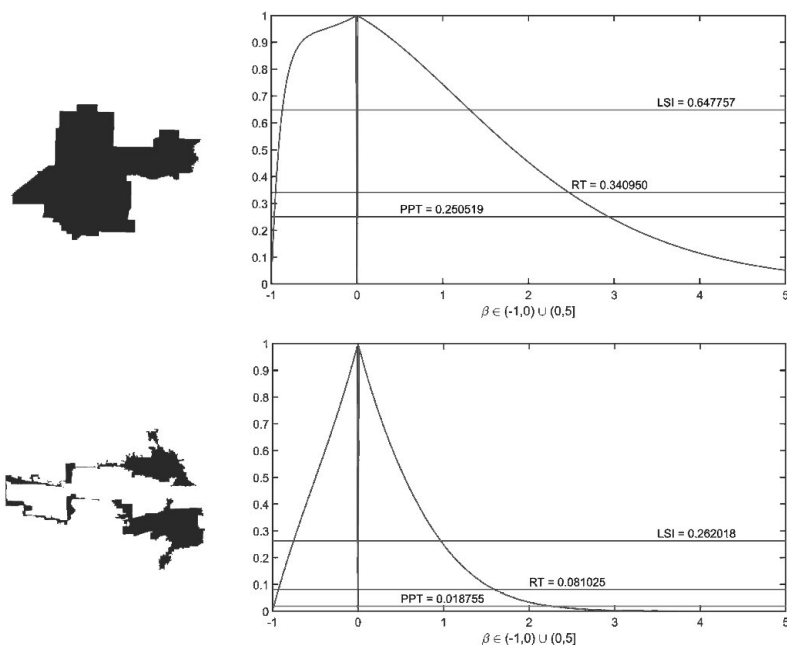 1
0.9
0.8
0.7
LSI = 0.647757
0.6
0.5
0.4
RT = 0.340950
0.3
PPT = 0.250519
0.2
0.1
0
-1 0 1 2 3 4 5
β ∈ (-1,0) ∪ (0,5]
1
0.9
0.8
0.7
0.6
0.5
0.4
0.3
LSI = 0.262018
0.2
0.1
RT = 0.081025
PPT = 0.018755
0
-1 0 1 2 3 4 5
β ∈ (-1,0) ∪ (0,5]